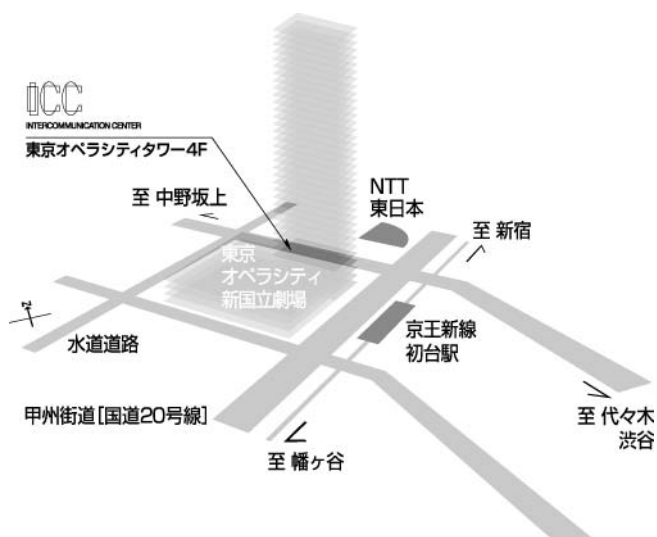 ICC
INTERCOMMUNICATION CENTER
東京オペラシティタワー4F
至 中野坂上
NTT
東日本
至 新宿
東京
オペラシティ
新国立劇場
N
水道道路
京王新線
初台駅
甲州街道[国道20号線]
至 代々木
渋谷
至 幡ヶ谷